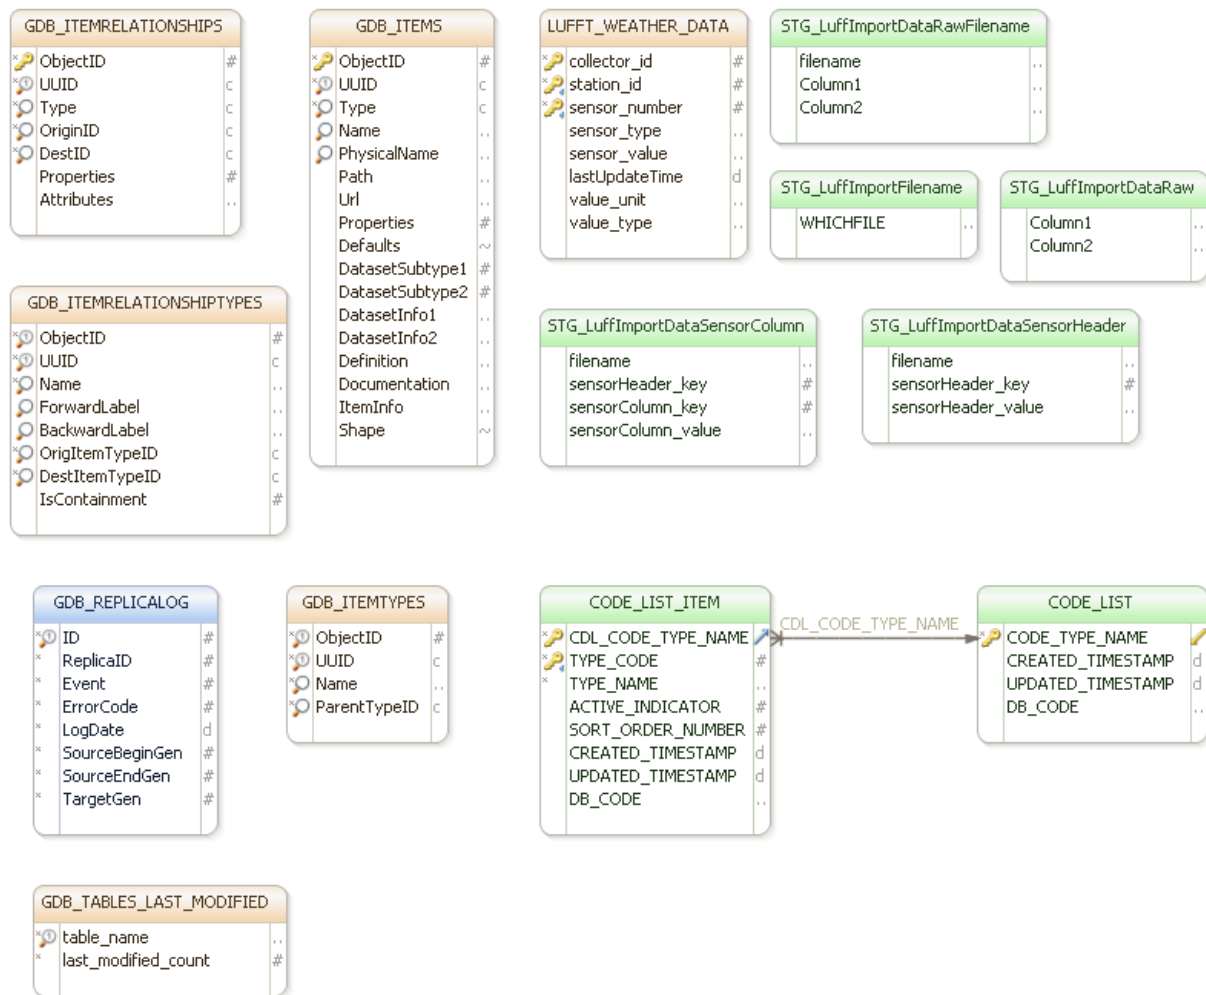 GDB_ITEMRELATIONSHIPS
ObjectID #
UUID c
Type c
OriginID c
DestID c
Properties #
Attributes ..
GDB_ITEMS
ObjectID #
UUID c
Type c
Name ..
PhysicalName ..
Path ..
Url ..
Properties #
Defaults ~
DatasetSubtype1 #
DatasetSubtype2 #
DatasetInfo1 ..
DatasetInfo2 ..
Definition ..
Documentation ..
ItemInfo ..
Shape ~
LUFFT_WEATHER_DATA
collector_id #
station_id #
sensor_number #
sensor_type ..
sensor_value ..
lastUpdateTime d
value_unit ..
value_type ..
STG_LuffImportDataRawFilename
filename ..
Column1 ..
Column2 ..
STG_LuffImportFilename
WHICHFILE ..
STG_LuffImportDataRaw
Column1 ..
Column2 ..
GDB_ITEMRELATIONSHIPTYPES
ObjectID #
UUID c
Name ..
ForwardLabel ..
BackwardLabel ..
OrigItemTypeID c
DestItemTypeID c
IsContainment #
STG_LuffImportDataSensorColumn
filename ..
sensorHeader_key #
sensorColumn_key #
sensorColumn_value ..
STG_LuffImportDataSensorHeader
filename ..
sensorHeader_key #
sensorHeader_value ..
GDB_REPLICALOG
ID #
ReplicaID #
Event #
ErrorCode #
LogDate d
SourceBeginGen #
SourceEndGen #
TargetGen #
GDB_ITEMTYPES
ObjectID #
UUID c
Name ..
ParentTypeID c
CODE_LIST_ITEM
CDL_CODE_TYPE_NAME
TYPE_CODE #
TYPE_NAME ..
ACTIVE_INDICATOR #
SORT_ORDER_NUMBER #
CREATED_TIMESTAMP d
UPDATED_TIMESTAMP d
DB_CODE ..
CDL_CODE_TYPE_NAME
CODE_LIST
CODE_TYPE_NAME
CREATED_TIMESTAMP d
UPDATED_TIMESTAMP d
DB_CODE ..
GDB_TABLES_LAST_MODIFIED
table_name ..
last_modified_count #